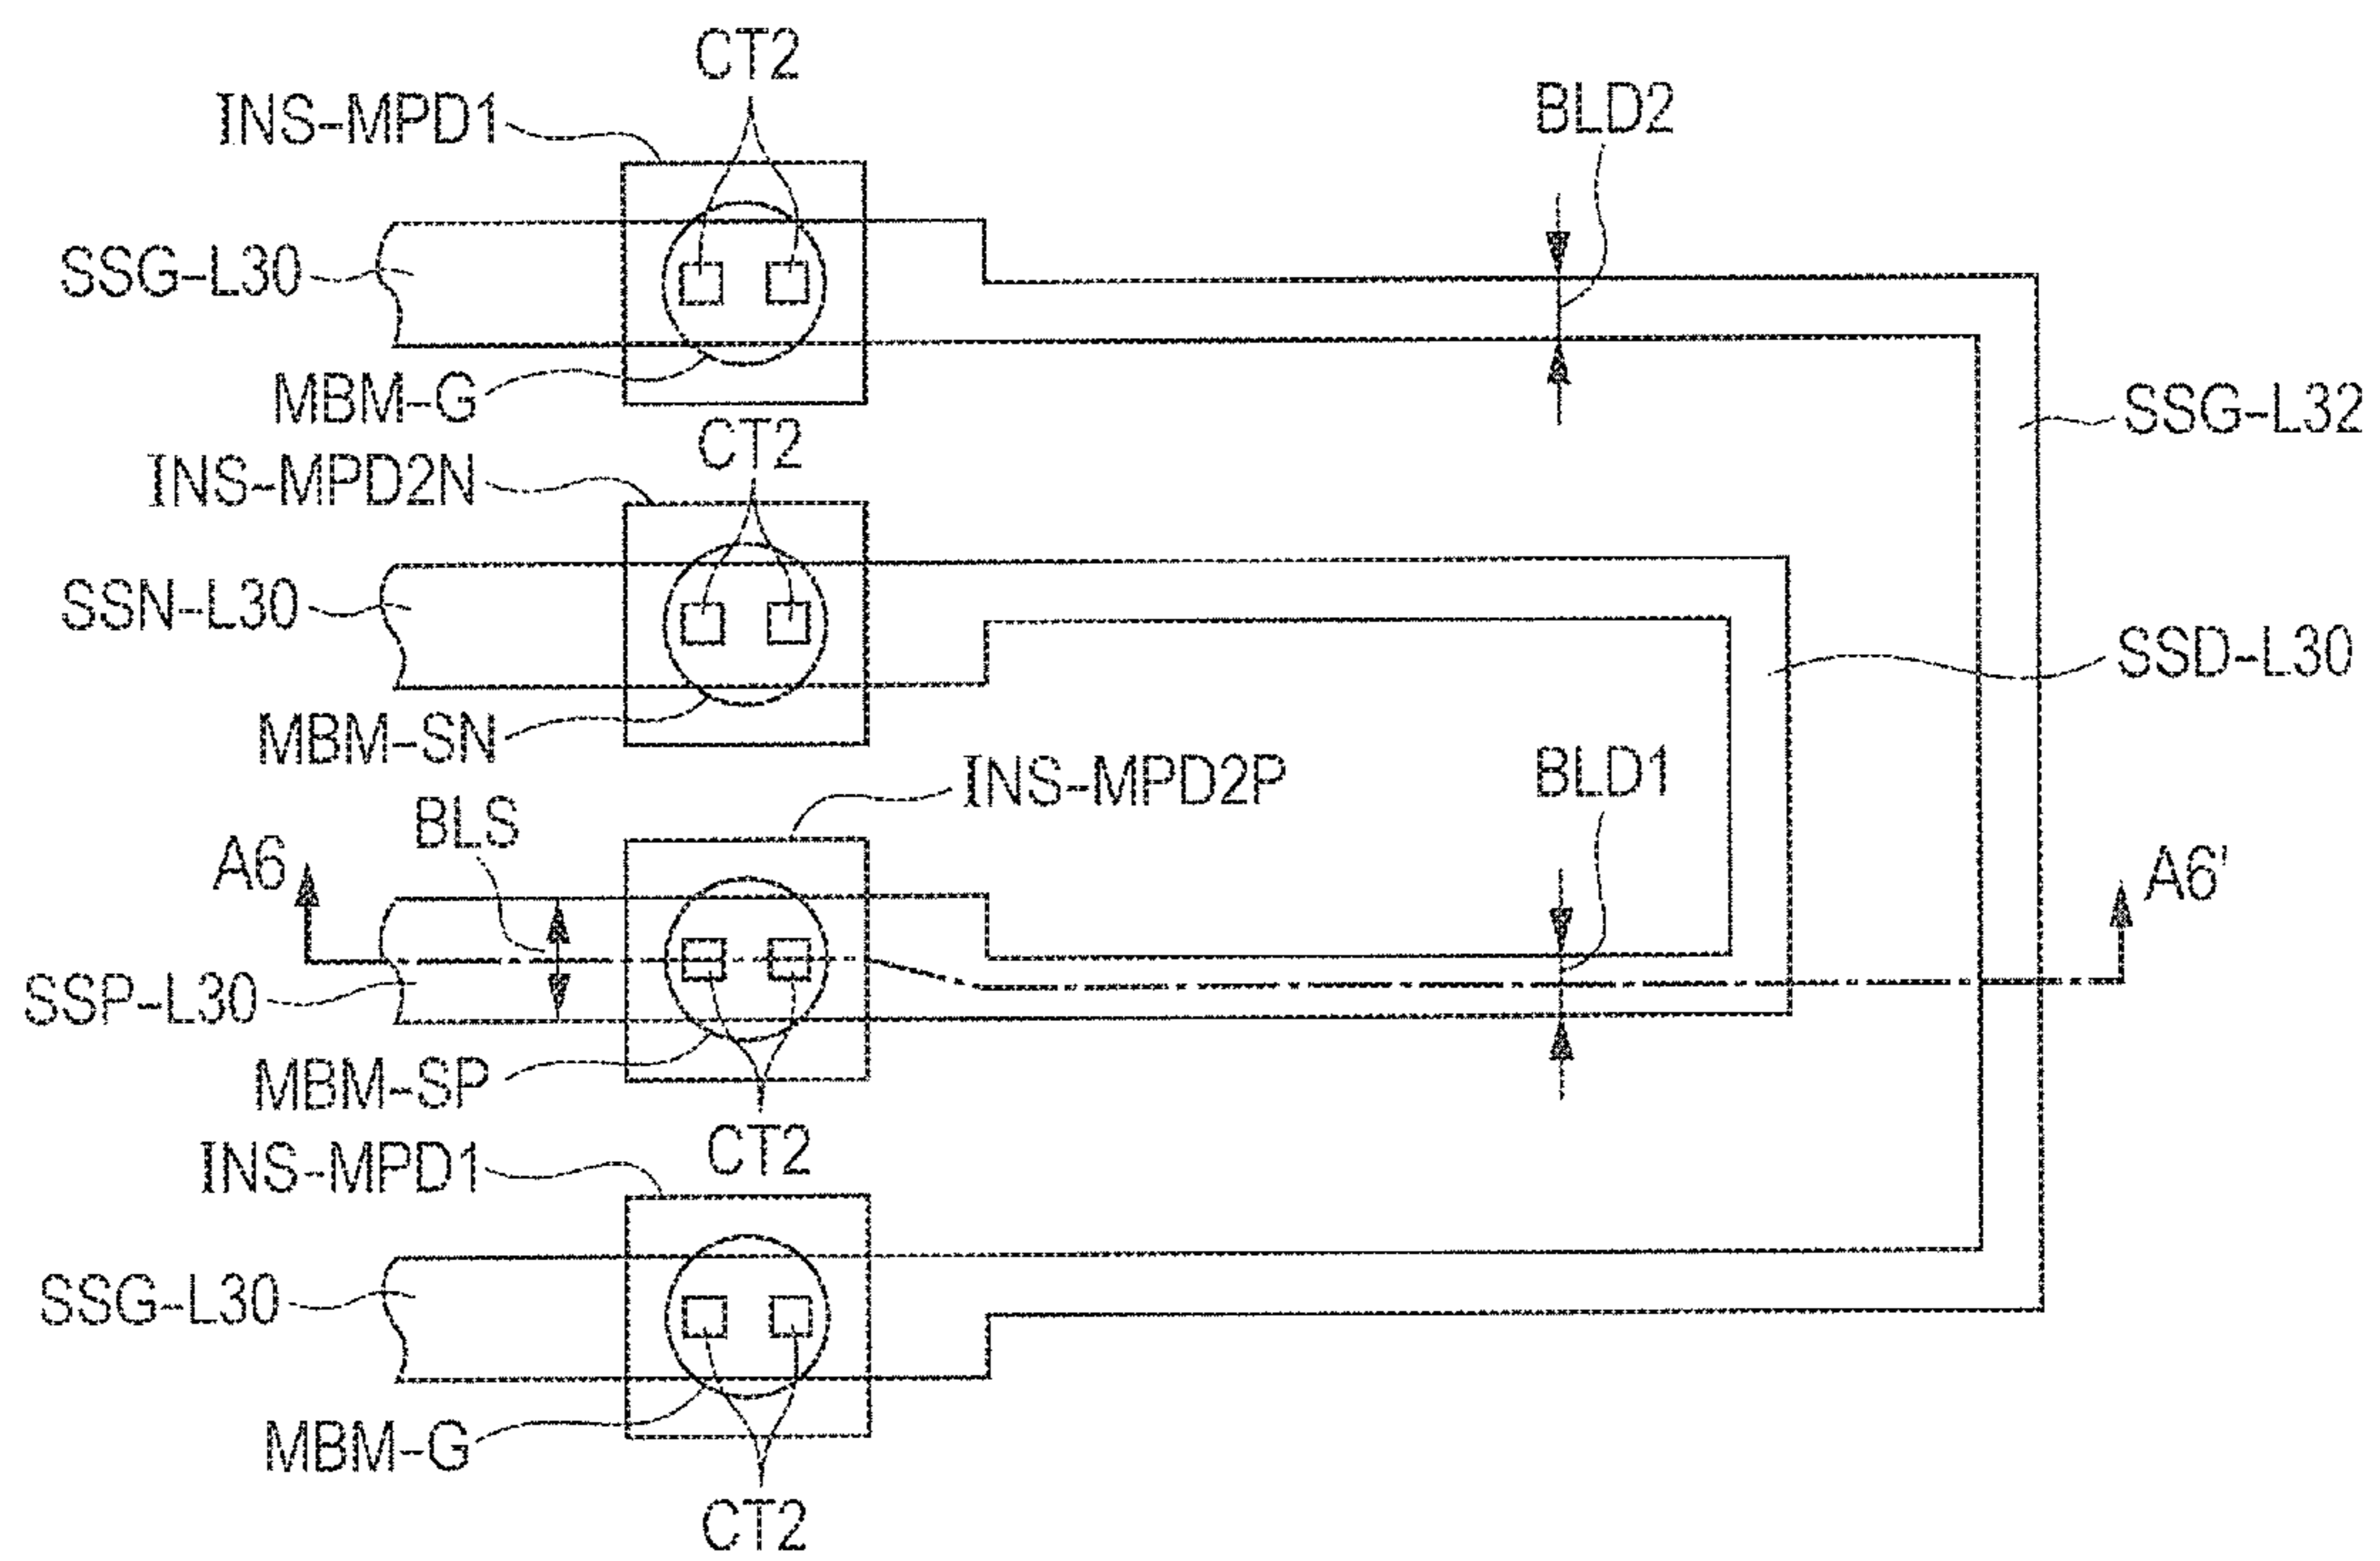 CT2
INS-MPD1
BLD2
SSG-L30
MBM-G
SSG-L32
CT2
INS-MPD2N
SSN-L30
SSD-L30
MBM-SN
INS-MPD2P
BLD1
BLS
A6
A6'
SSP-L30
MBM-SP
CT2
INS-MPD1
SSG-L30
MBM-G
CT2